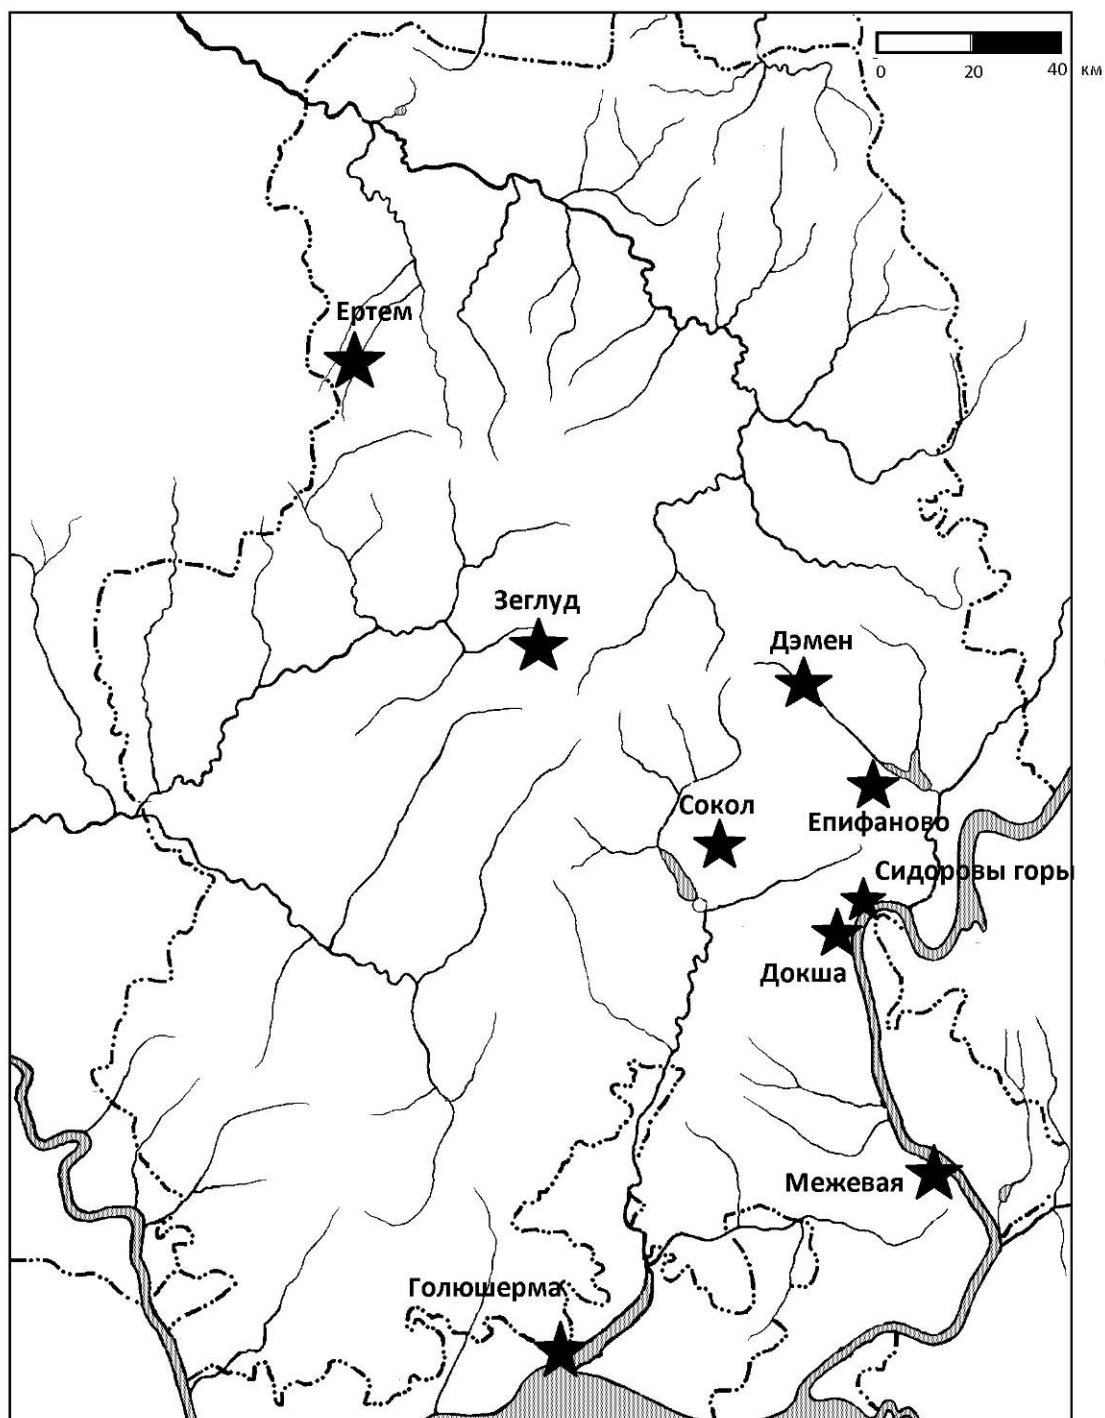 0 20 40 км
Ертем
Зеглуд
Дэмен
Сокол
Епифаново
Сидоровы горы
Докша
Межевая
Голюшерма